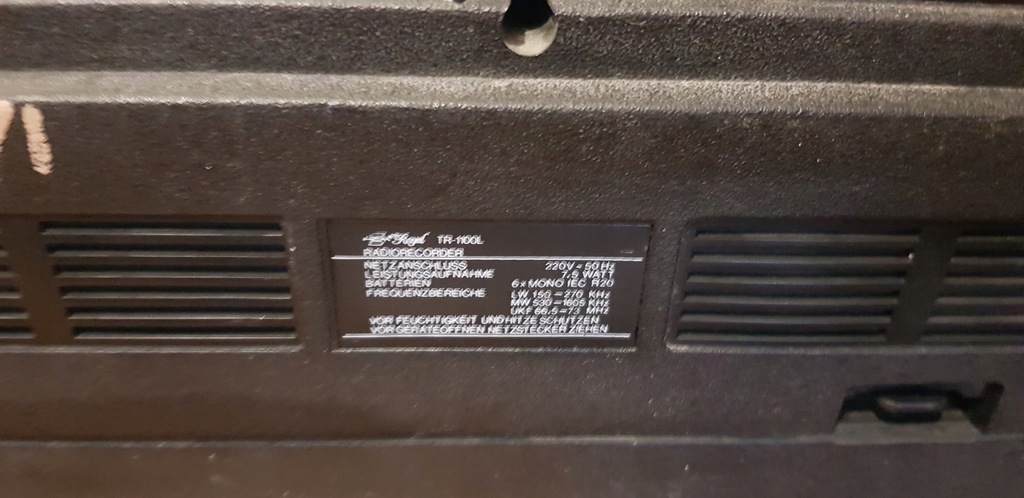 Royal TR-1100L
RADIORECORDER
NETZANSCHLUSS 220V ~ 50 Hz
LEISTUNGSAUFNAHME 7,5 WATT
BATTERIEN 6 x MONO IEC R20
FREQUENZBEREICHE LW 150-270 KHz
MW 530-1605 KHz
UKF 66,5-73 MHz
VOR FEUCHTIGKEIT UND HITZE SCHÜTZEN
VOR GERÄTEÖFFNEN NETZSTECKER ZIEHEN